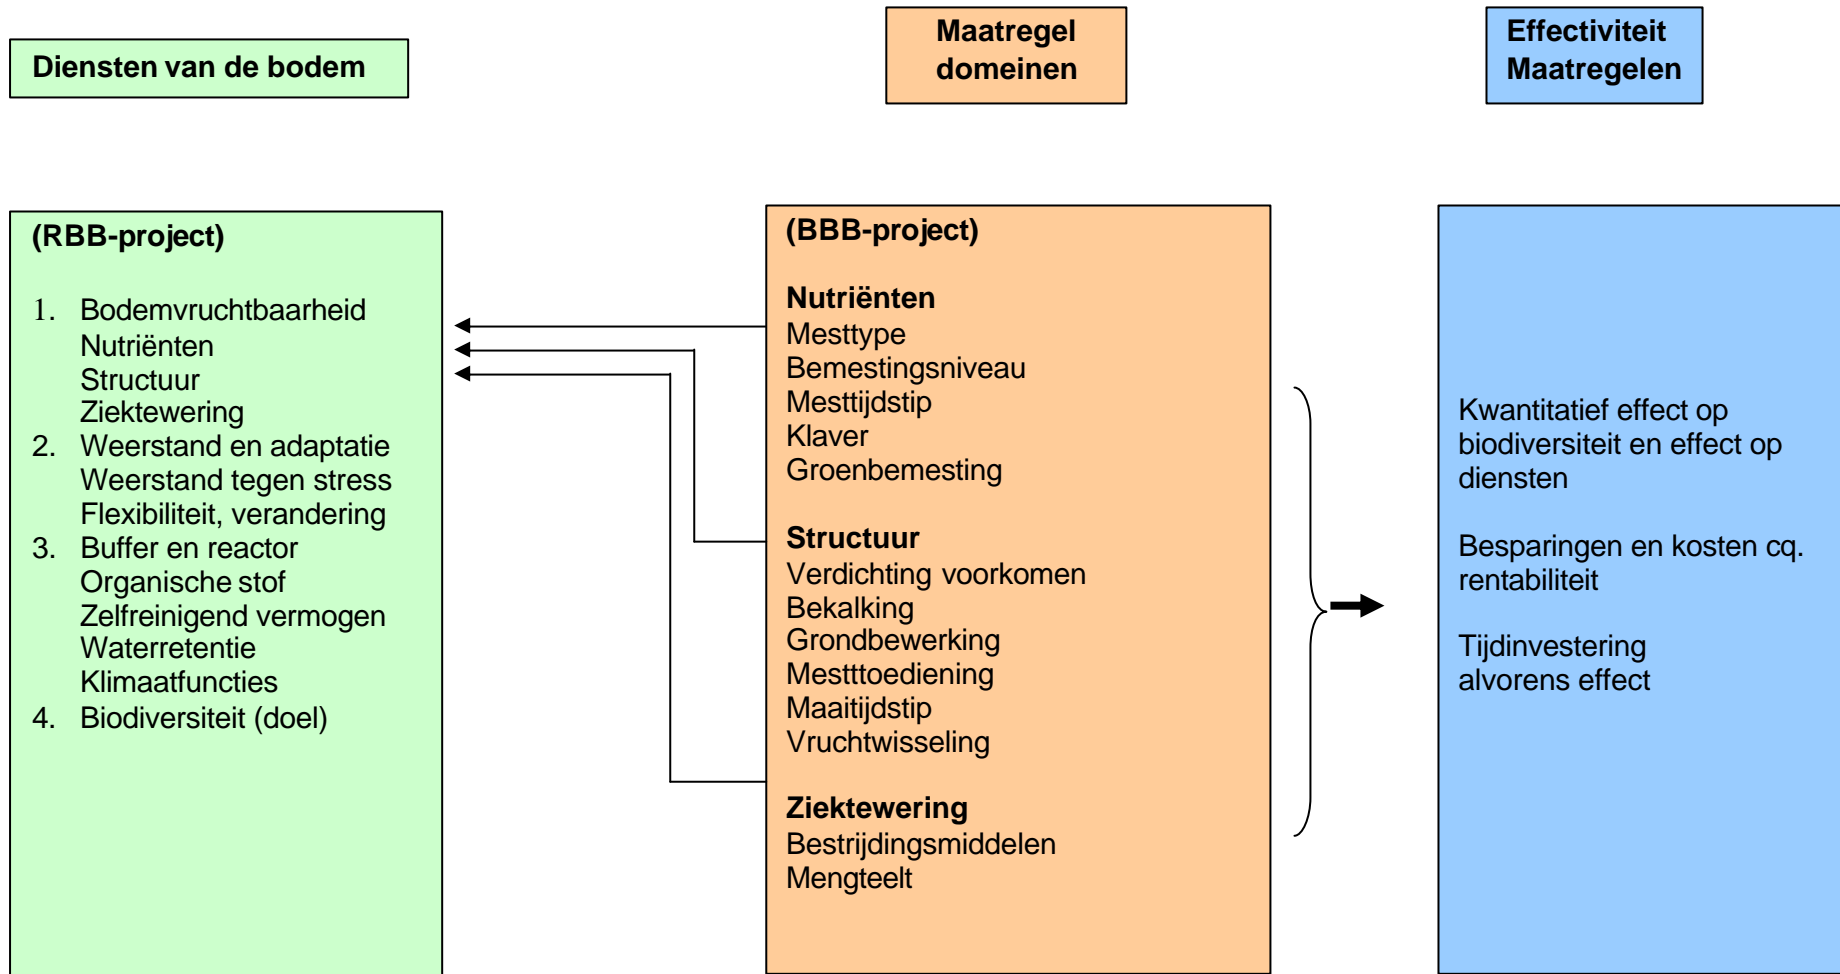 Diensten van de bodem
Maatregel
domeinen
Effectiviteit
Maatregelen
(RBB-project)
1. Bodemvruchtbaarheid
Nutriënten
Structuur
Ziektewering
2. Weerstand en adaptatie
Weerstand tegen stress
Flexibiliteit, verandering
3. Buffer en reactor
Organische stof
Zelfreinigend vermogen
Waterretentie
Klimaatfuncties
4. Biodiversiteit (doel)
(BBB-project)
Nutriënten
Mesttype
Bemestingsniveau
Mesttijdstip
Klaver
Groenbemesting
Structuur
Verdichting voorkomen
Bekalking
Grondbewerking
Mestttoediening
Maaitijdstip
Vruchtwisseling
Ziektewering
Bestrijdingsmiddelen
Mengteelt
Kwantitatief effect op
biodiversiteit en effect op
diensten
Besparingen en kosten cq.
rentabiliteit
Tijdinvestering
alvorens effect